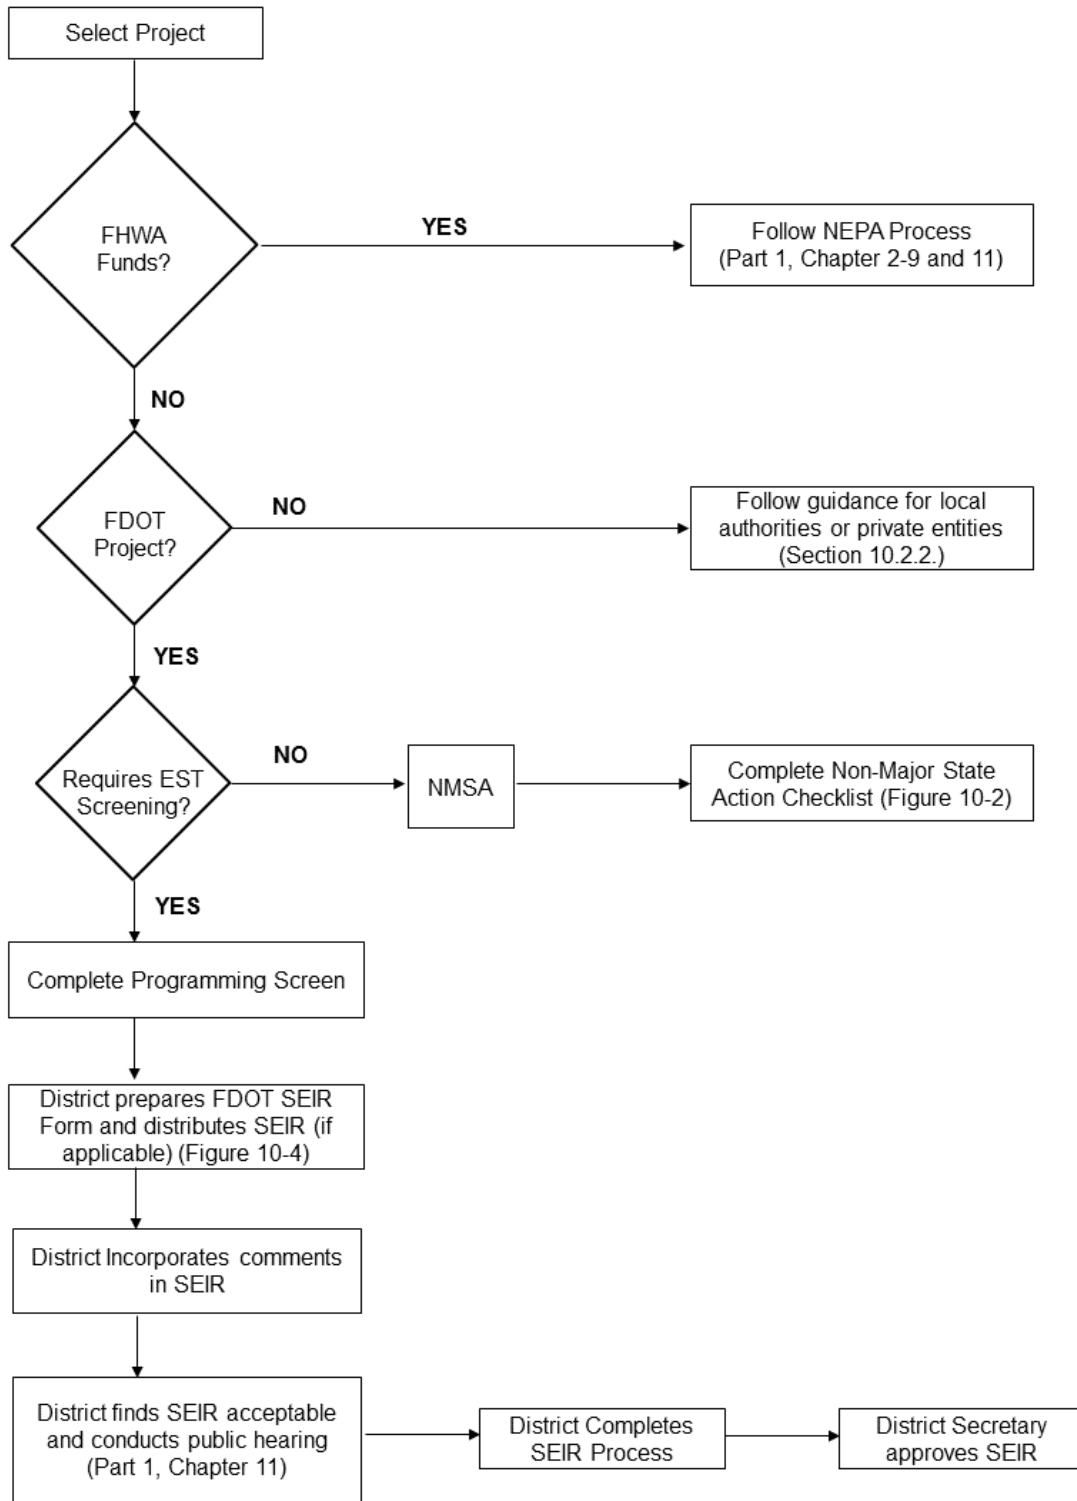 Select Project
FHWA
Funds?
YES
Follow NEPA Process
(Part 1, Chapter 2-9 and 11)
NO
FDOT
Project?
NO
Follow guidance for local
authorities or private entities
(Section 10.2.2.)
YES
Requires EST
Screening?
NO
NMSA
Complete Non-Major State
Action Checklist (Figure 10-2)
YES
Complete Programming Screen
District prepares FDOT SEIR
Form and distributes SEIR (if
applicable) (Figure 10-4)
District Incorporates comments
in SEIR
District finds SEIR acceptable
and conducts public hearing
(Part 1, Chapter 11)
District Completes
SEIR Process
District Secretary
approves SEIR